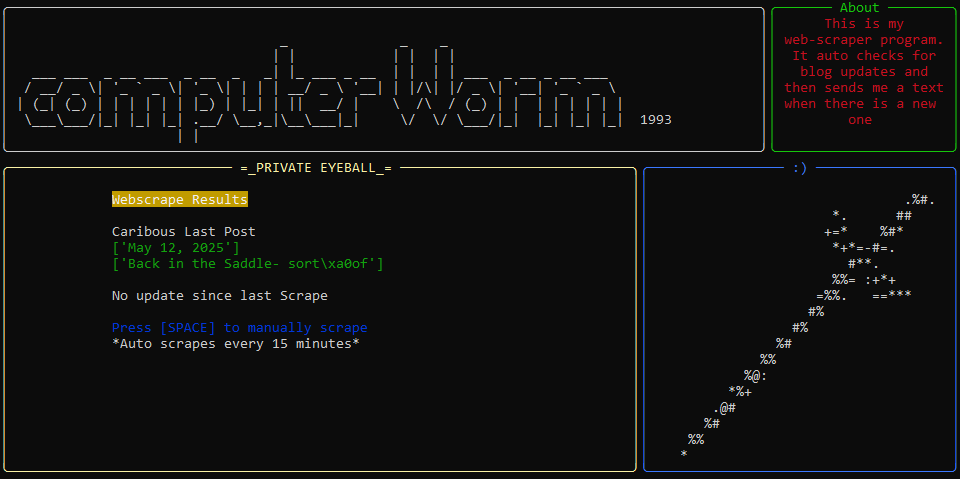 computer Worm
1993
About
This is my
web-scraper program.
It auto checks for
blog updates and
then sends me a text
when there is a new
one
=_PRIVATE EYEBALL_=
Webscrape Results
Caribous Last Post
['May 12, 2025']
['Back in the Saddle- sort\xa0of']
No update since last Scrape
Press [SPACE] to manually scrape
*Auto scrapes every 15 minutes*
:)